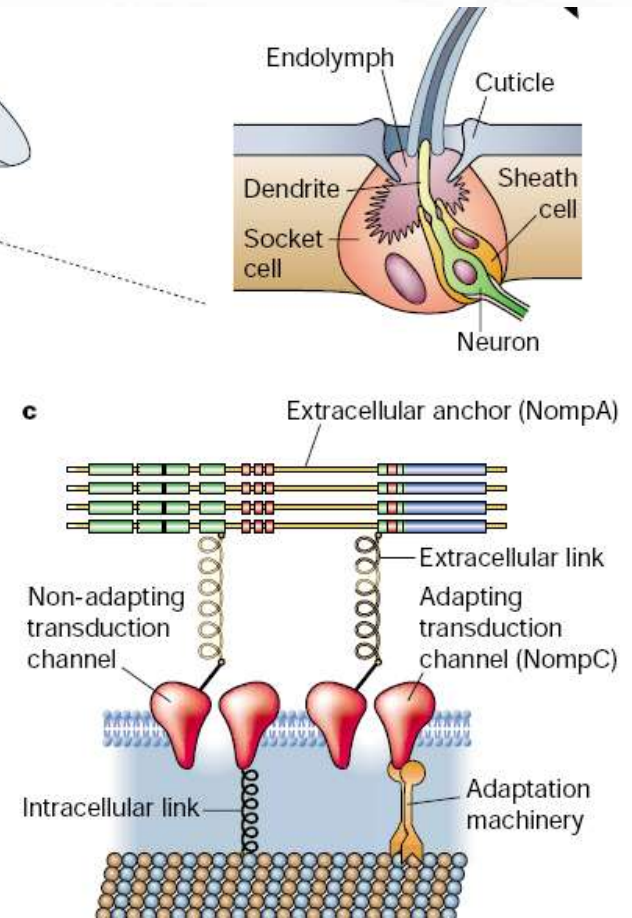 Endolymph
Cuticle
Dendrite
Sheath
cell
Socket
cell
Neuron
c
Extracellular anchor (NompA)
Extracellular link
Non-adapting
transduction
channel
Adapting
transduction
channel (NompC)
Intracellular link
Adaptation
machinery